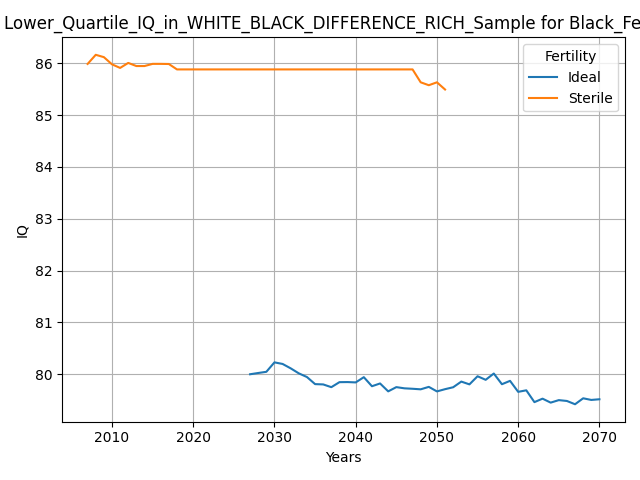 Lower_Quartile_IQ_in_WHITE_BLACK_DIFFERENCE_RICH_Sample for Black_Fe
Fertility
Ideal
Sterile
86
85
84
83
82
81
80
IQ
2010 2020 2030 2040 2050 2060 2070
Years